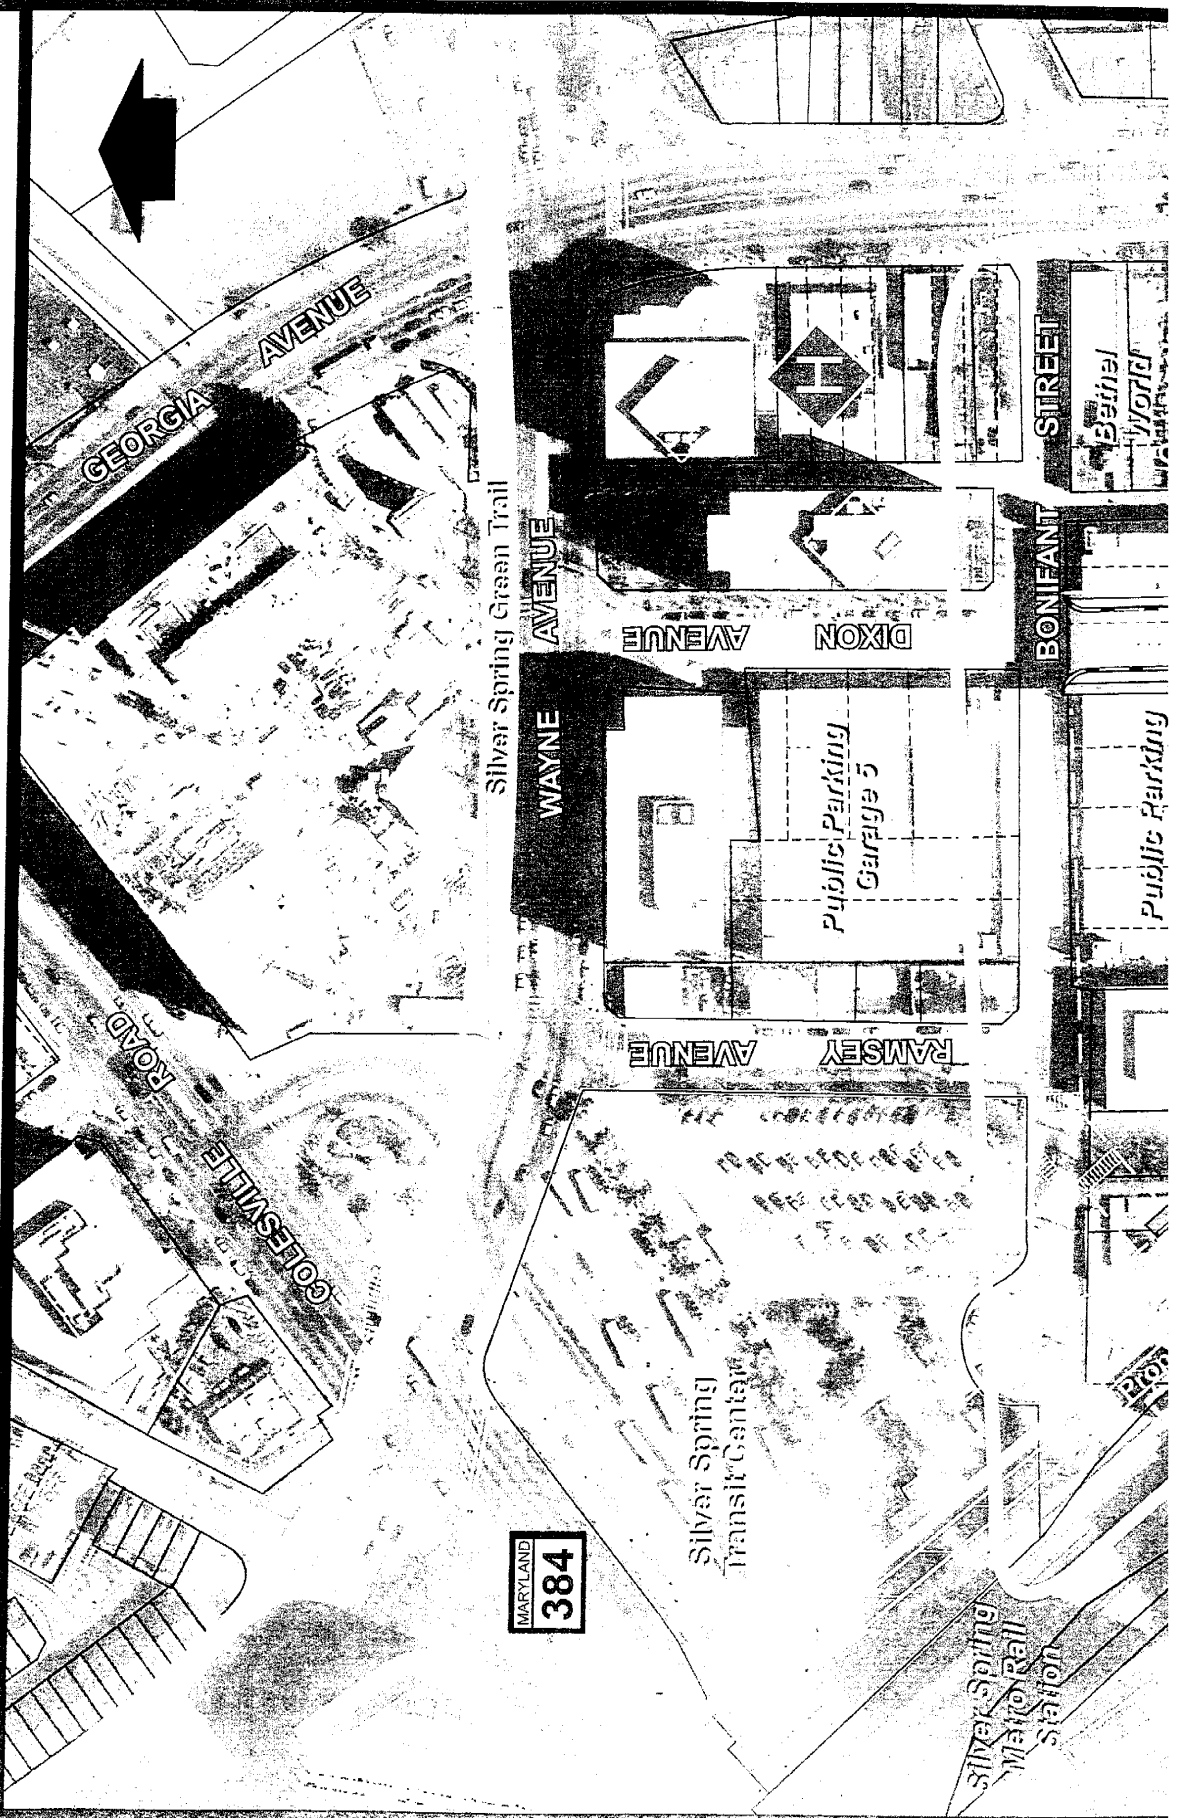 GEORGIA AVENUE
Silver Spring Green Trail
WAYNE AVENUE
H
STREET
BONIFANT
Bethel
World
DIXON
AVENUE
Public Parking
Garage 5
Public Parking
RAMSEY
AVENUE
COLESVILLE ROAD
Silver Spring
Transit Center
MARYLAND
384
Silver Spring
Metro Rail
Station